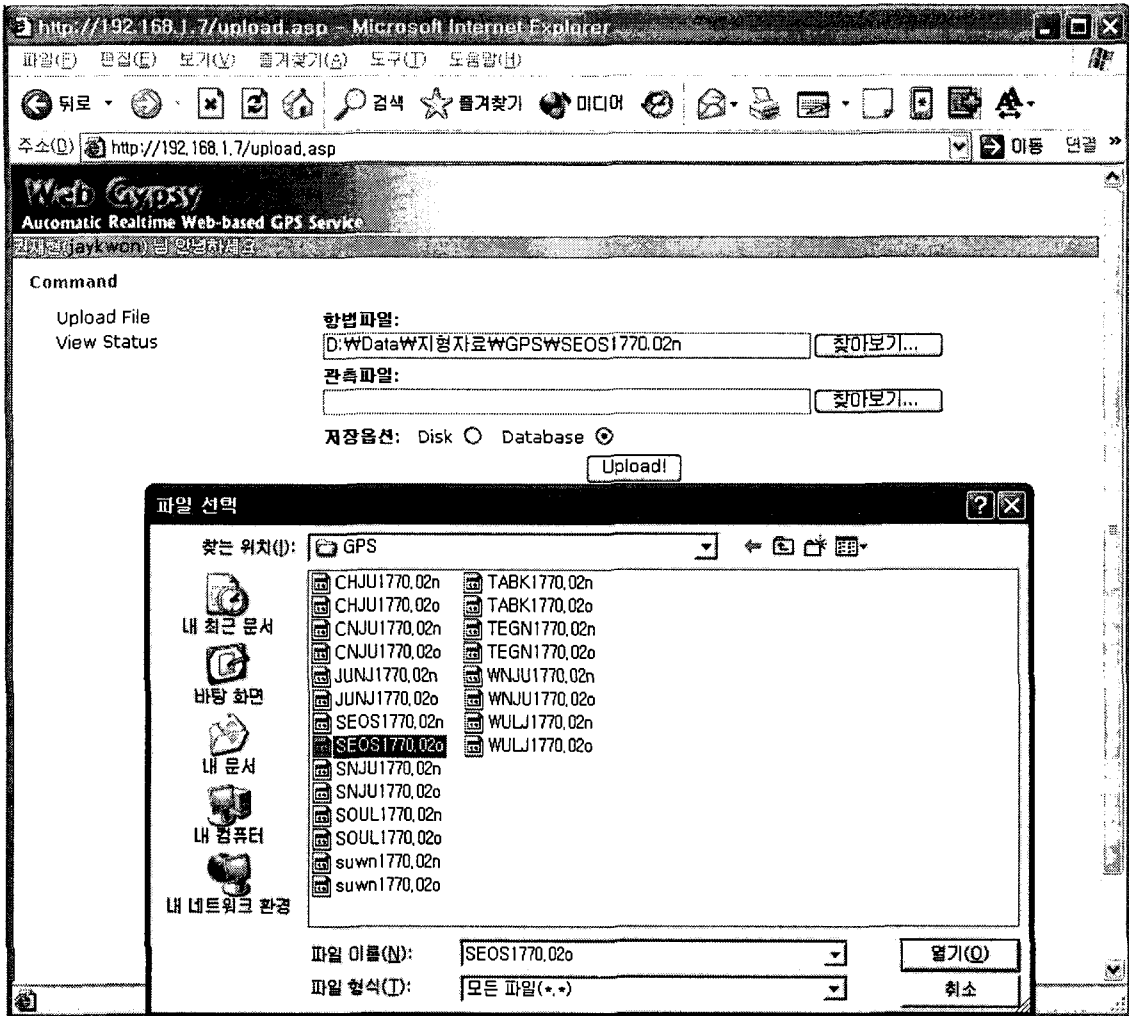 http://192.168.1.7/upload.asp - Microsoft Internet Explorer
파일(F) 편집(E) 보기(V) 즐겨찾기(A) 도구(T) 도움말(H)
뒤로 검색 즐겨찾기 미디어
주소(D) http://192.168.1.7/upload.asp 이동 연결 »
Web Gypsy
Automatic Realtime Web-based GPS Service
(jaykwon) 님 안녕하세요
Command
Upload File
View Status
항법파일:
D:₩Data₩지형자료₩GPS₩SEOS1770.02n 찾아보기...
관측파일:
찾아보기...
저장옵션: Disk Database
Upload!
파일 선택
찾는 위치(I): GPS
내 최근 문서
바탕 화면
내 문서
내 컴퓨터
내 네트워크 환경
CHJU1770.02n
CHJU1770.02o
CNJU1770.02n
CNJU1770.02o
JUNJ1770.02n
JUNJ1770.02o
SEOS1770.02n
SEOS1770.02o
SNJU1770.02n
SNJU1770.02o
SOUL1770.02n
SOUL1770.02o
suwn1770.02n
suwn1770.02o
TABK1770.02n
TABK1770.02o
TEGN1770.02n
TEGN1770.02o
WNJU1770.02n
WNJU1770.02o
WULJ1770.02n
WULJ1770.02o
파일 이름(N): SEOS1770.02o 열기(O)
파일 형식(T): 모든 파일(*.*) 취소